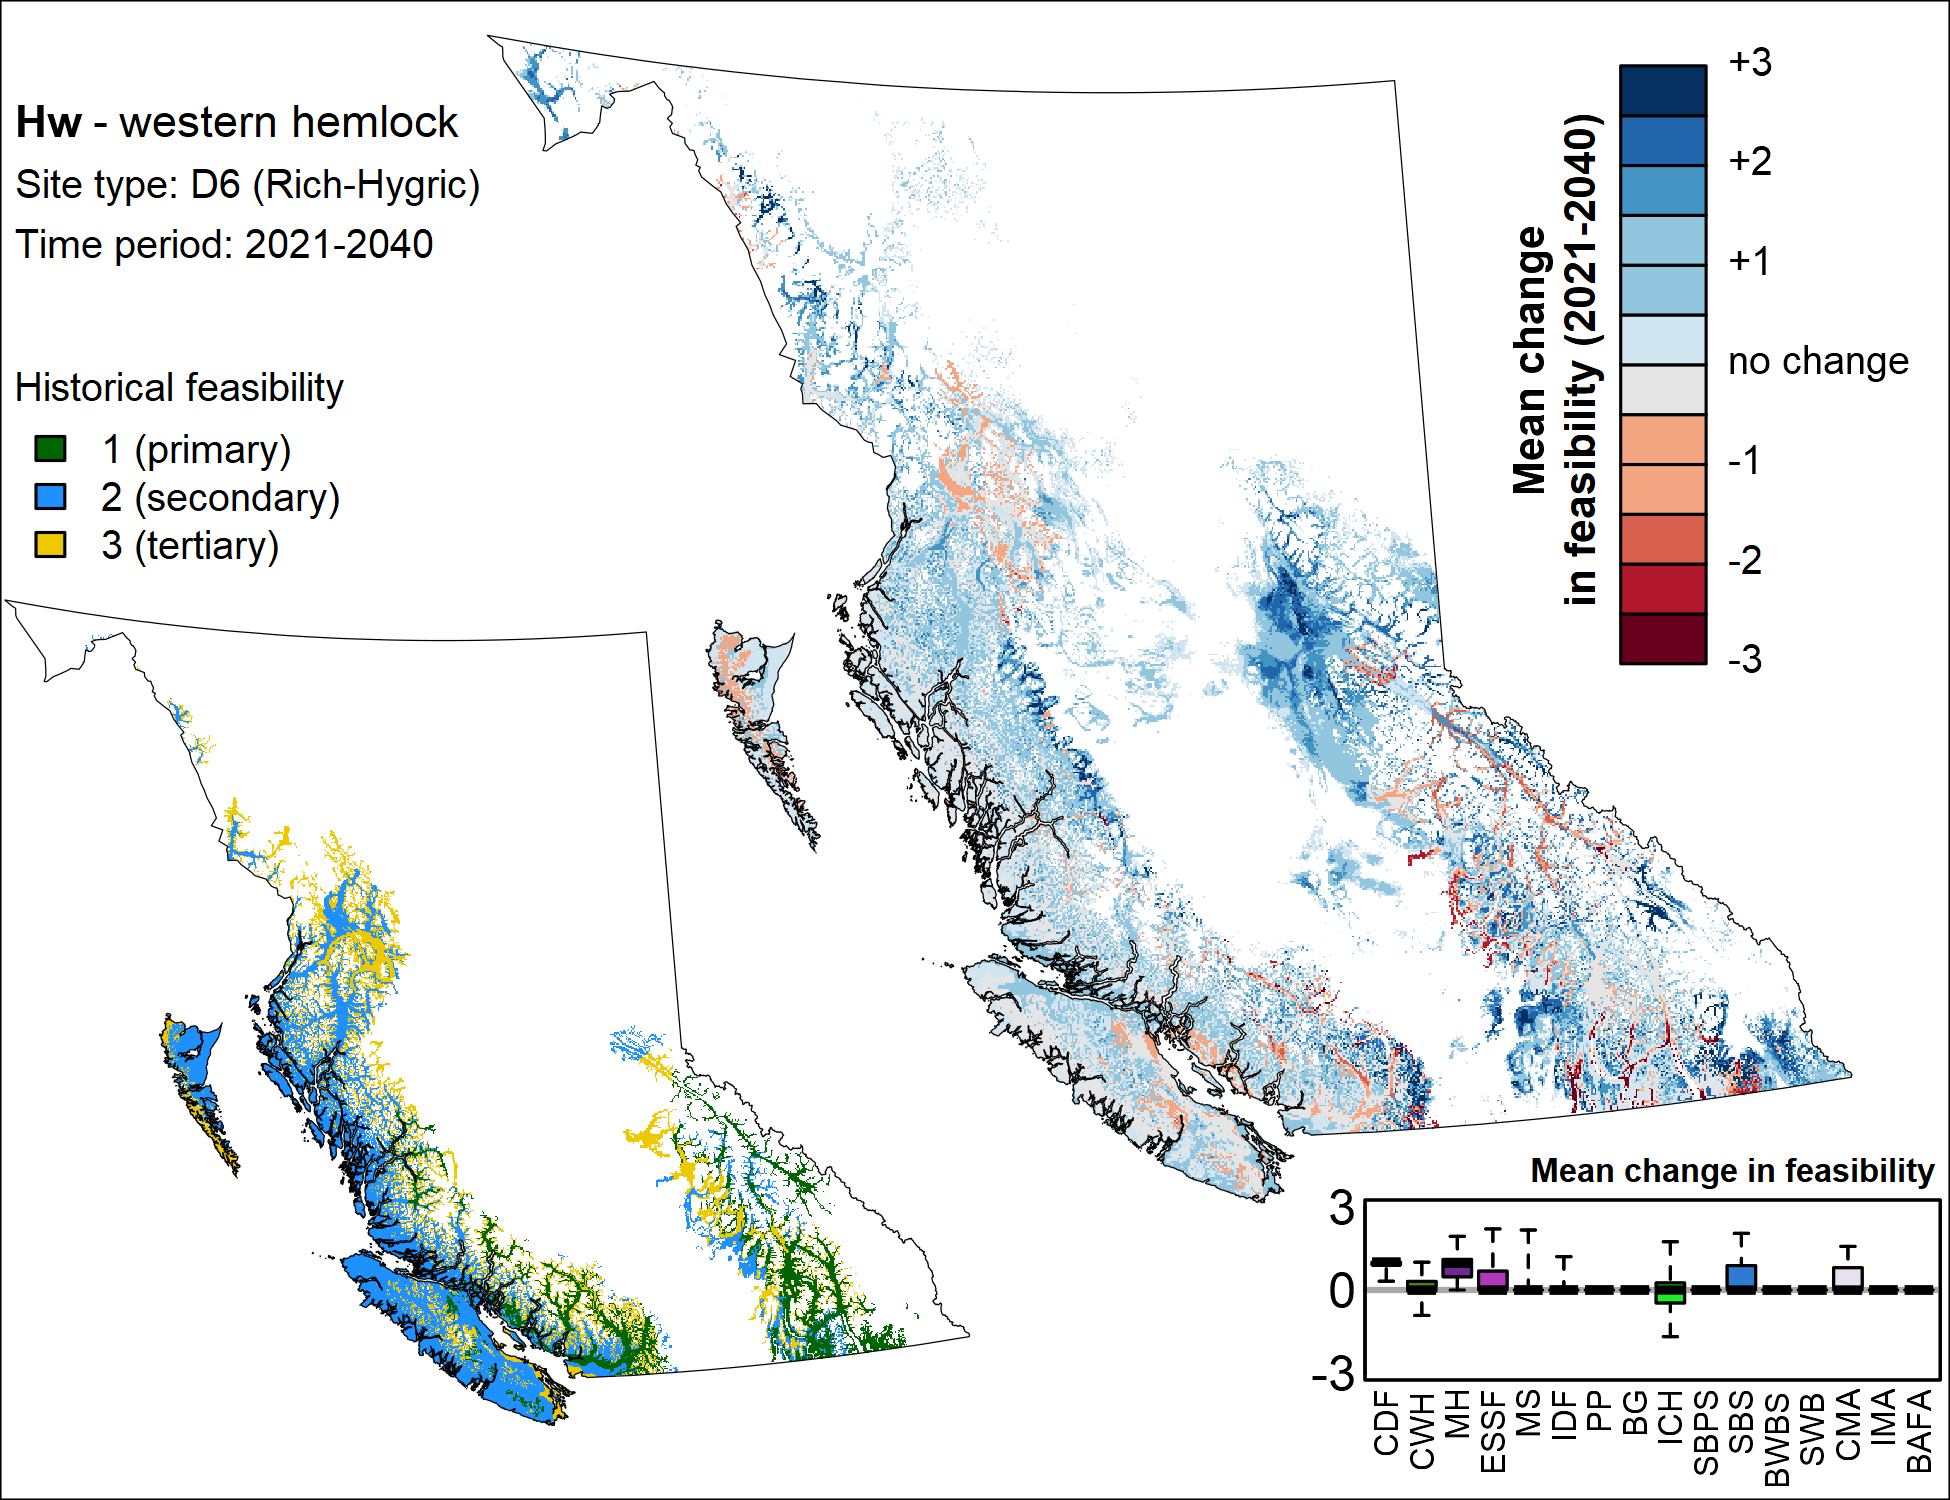 Hw - western hemlock
Site type: D6 (Rich-Hygric)
Time period: 2021-2040
Historical feasibility
1 (primary)
2 (secondary)
3 (tertiary)
Mean change
in feasibility (2021-2040)
+3
+2
+1
no change
-1
-2
-3
Mean change in feasibility
3
0
-3
CDF
CWH
MH
ESSF
MS
IDF
PP
BG
ICH
SBPS
SBS
BWBS
SWB
CMA
IMA
BAFA